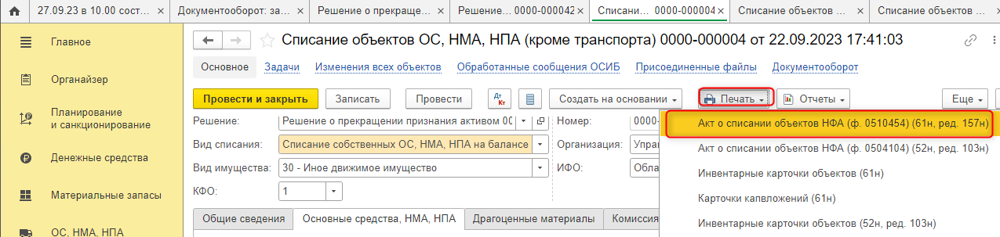 27.09.23 в 10.00 сост...
Документооборот: за...
Решение о прекраще...
Решение... 0000-000042
Списани... 0000-000004
Списание объектов ...
Списание объектов ...
Списание объектов ОС, НМА, НПА (кроме транспорта) 0000-000004 от 22.09.2023 17:41:03
Главное
Органайзер
Планирование
и санкционирование
Денежные средства
Материальные запасы
ОС, НМА, НПА
Основное
Задачи
Изменения всех объектов
Обработанные сообщения ОСИБ
Присоединенные файлы
Документооборот
Провести и закрыть
Записать
Провести
Дт
Кт
Создать на основании
Печать
Отчеты
Еще
Решение:
Решение о прекращении признания активом 00
Номер:
0000-
Вид списания:
Списание собственных ОС, НМА, НПА на балансе
Организация:
Управ
Вид имущества:
30 - Иное движимое имущество
ИФО:
Обла
КФО:
1
Акт о списании объектов НФА (ф. 0510454) (61н, ред. 157н)
Акт о списании объектов НФА (ф. 0504104) (52н, ред. 103н)
Инвентарные карточки объектов (61н)
Карточки капвложений (61н)
Инвентарные карточки объектов (52н, ред. 103н)
Общие сведения
Основные средства, НМА, НПА
Драгоценные материалы
Комиссия